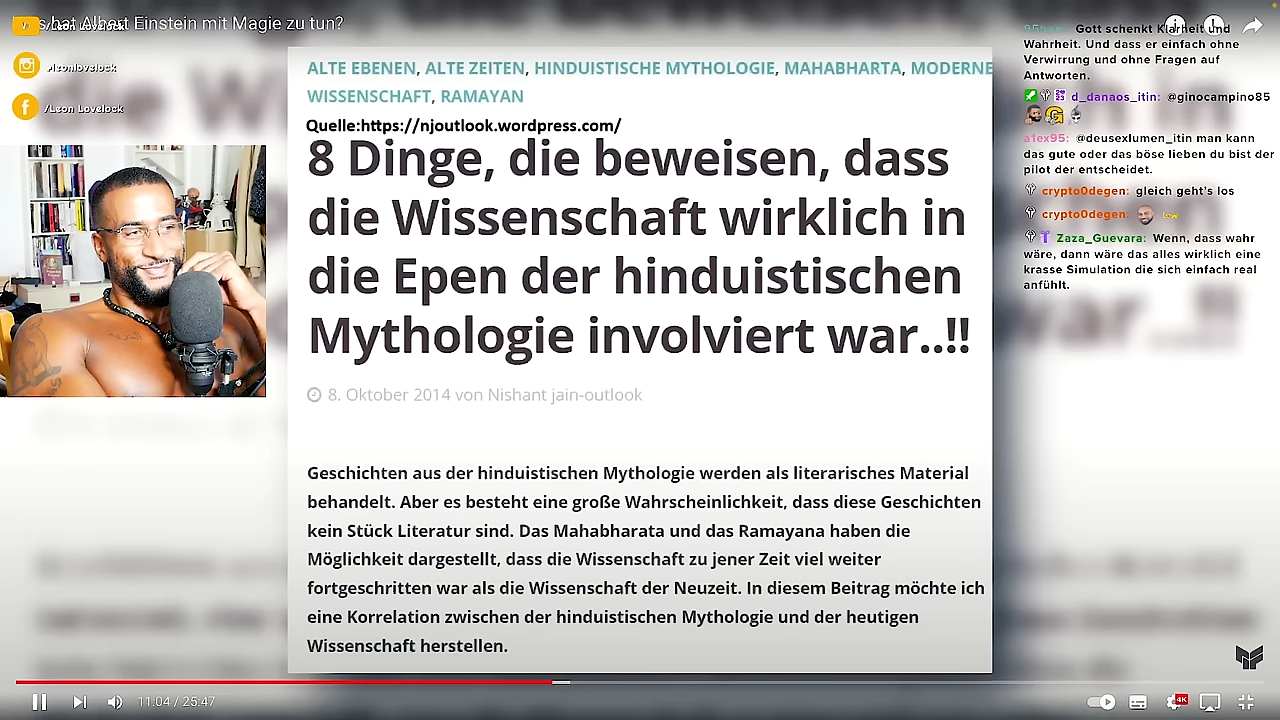 s hat Albert Einstein mit Magie zu tun?
/Leon Lovelock
/leonlovelock
/Leon Lovelock
ALTE EBENEN, ALTE ZEITEN, HINDUISTISCHE MYTHOLOGIE, MAHABHARTA, MODERNE
WISSENSCHAFT, RAMAYAN
Quelle:https://njoutlook.wordpress.com/
8 Dinge, die beweisen, dass
die Wissenschaft wirklich in
die Epen der hinduistischen
Mythologie involviert war..!!
8. Oktober 2014 von Nishant jain-outlook
Geschichten aus der hinduistischen Mythologie werden als literarisches Material
behandelt. Aber es besteht eine große Wahrscheinlichkeit, dass diese Geschichten
kein Stück Literatur sind. Das Mahabharata und das Ramayana haben die
Möglichkeit dargestellt, dass die Wissenschaft zu jener Zeit viel weiter
fortgeschritten war als die Wissenschaft der Neuzeit. In diesem Beitrag möchte ich
eine Korrelation zwischen der hinduistischen Mythologie und der heutigen
Wissenschaft herstellen.
Gott schenkt Klarheit und
Wahrheit. Und dass er einfach ohne
Verwirrung und ohne Fragen auf
Antworten.
d_danaos_itin: @ginocampino85
a1ex95: @deusexlumen_itin man kann
das gute oder das böse lieben du bist der
pilot der entscheidet.
crypto0degen: gleich geht's los
crypto0degen:
Zaza_Guevara: Wenn, dass wahr
wäre, dann wäre das alles wirklich eine
krasse Simulation die sich einfach real
anfühlt.
11:04 / 25:47
4K